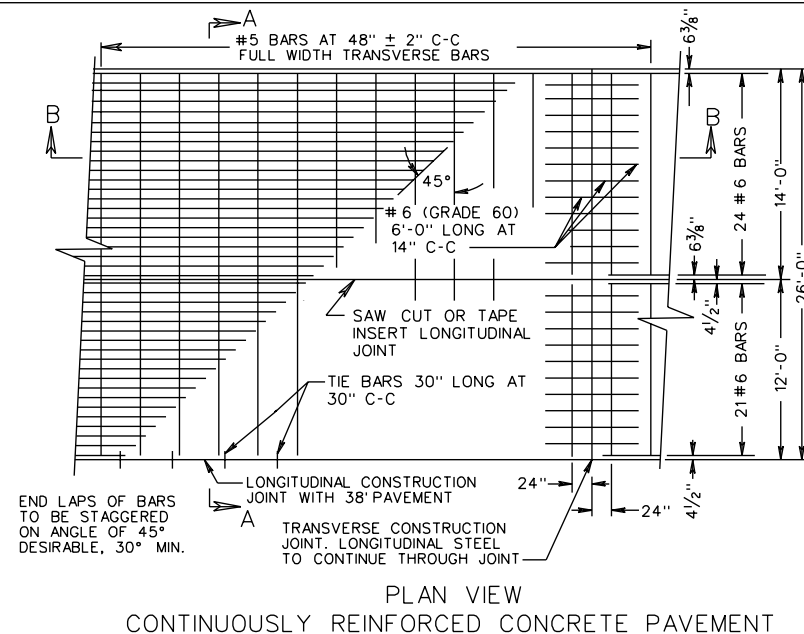 A
#5 BARS AT 48" ± 2" C-C
FULL WIDTH TRANSVERSE BARS
6⅜"
B
B
45°
#6 (GRADE 60)
6'-0" LONG AT
14" C-C
24 #6 BARS
14'-0"
6⅜"
26'-0"
4½"
SAW CUT OR TAPE
INSERT LONGITUDINAL
JOINT
21 #6 BARS
12'-0"
TIE BARS 30" LONG AT
30" C-C
LONGITUDINAL CONSTRUCTION
JOINT WITH 38' PAVEMENT
24"
24"
4½"
A
END LAPS OF BARS
TO BE STAGGERED
ON ANGLE OF 45°
DESIRABLE, 30° MIN.
TRANSVERSE CONSTRUCTION
JOINT. LONGITUDINAL STEEL
TO CONTINUE THROUGH JOINT
PLAN VIEW
CONTINUOUSLY REINFORCED CONCRETE PAVEMENT